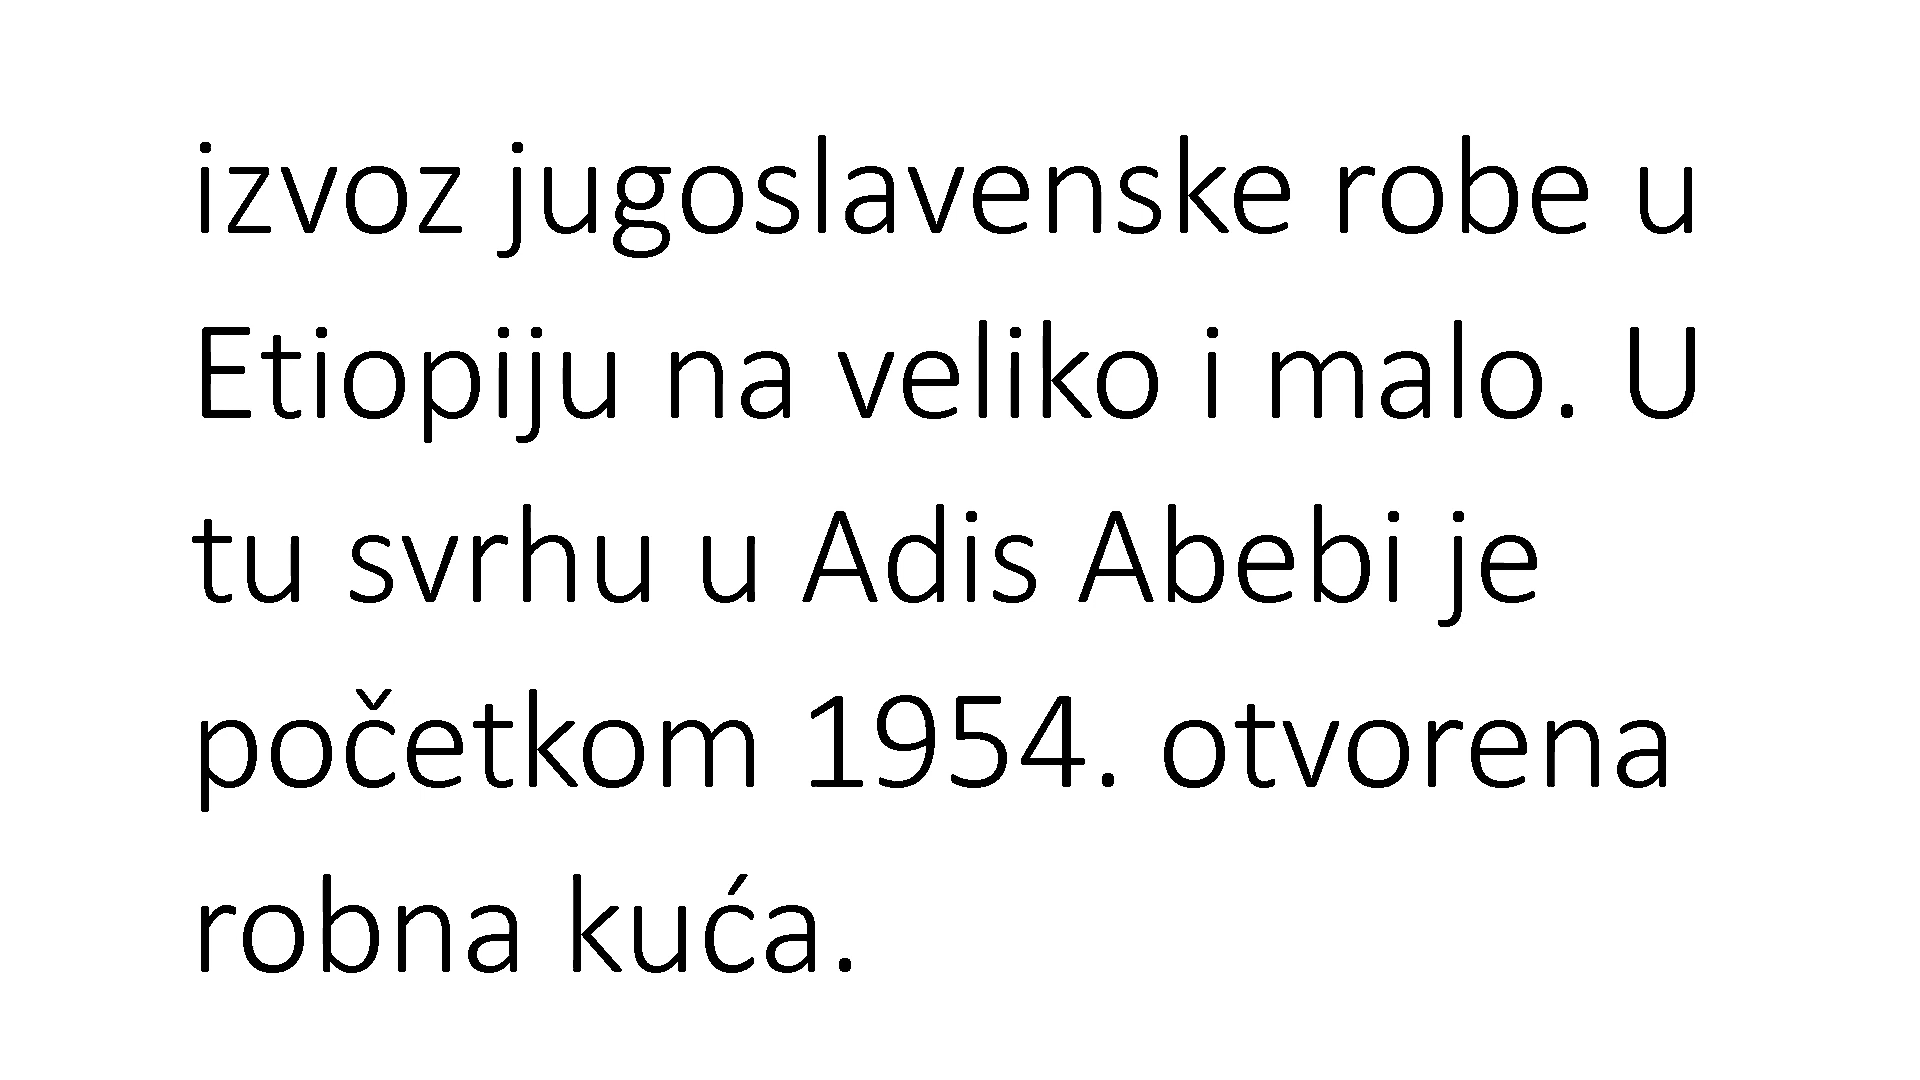 izvoz jugoslavenske robe u
Etiopiju na veliko i malo. U
tu svrhu u Adis Abebi je
početkom 1954. otvorena
robna kuća.